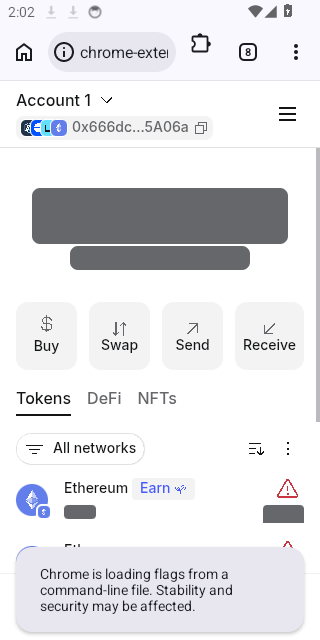 2:02
chrome-exter
8
Account 1
0x666dc...5A06a
Buy
Swap
Send
Receive
Tokens
DeFi
NFTs
All networks
Ethereum
Earn
Chrome is loading flags from a
command-line file. Stability and
security may be affected.